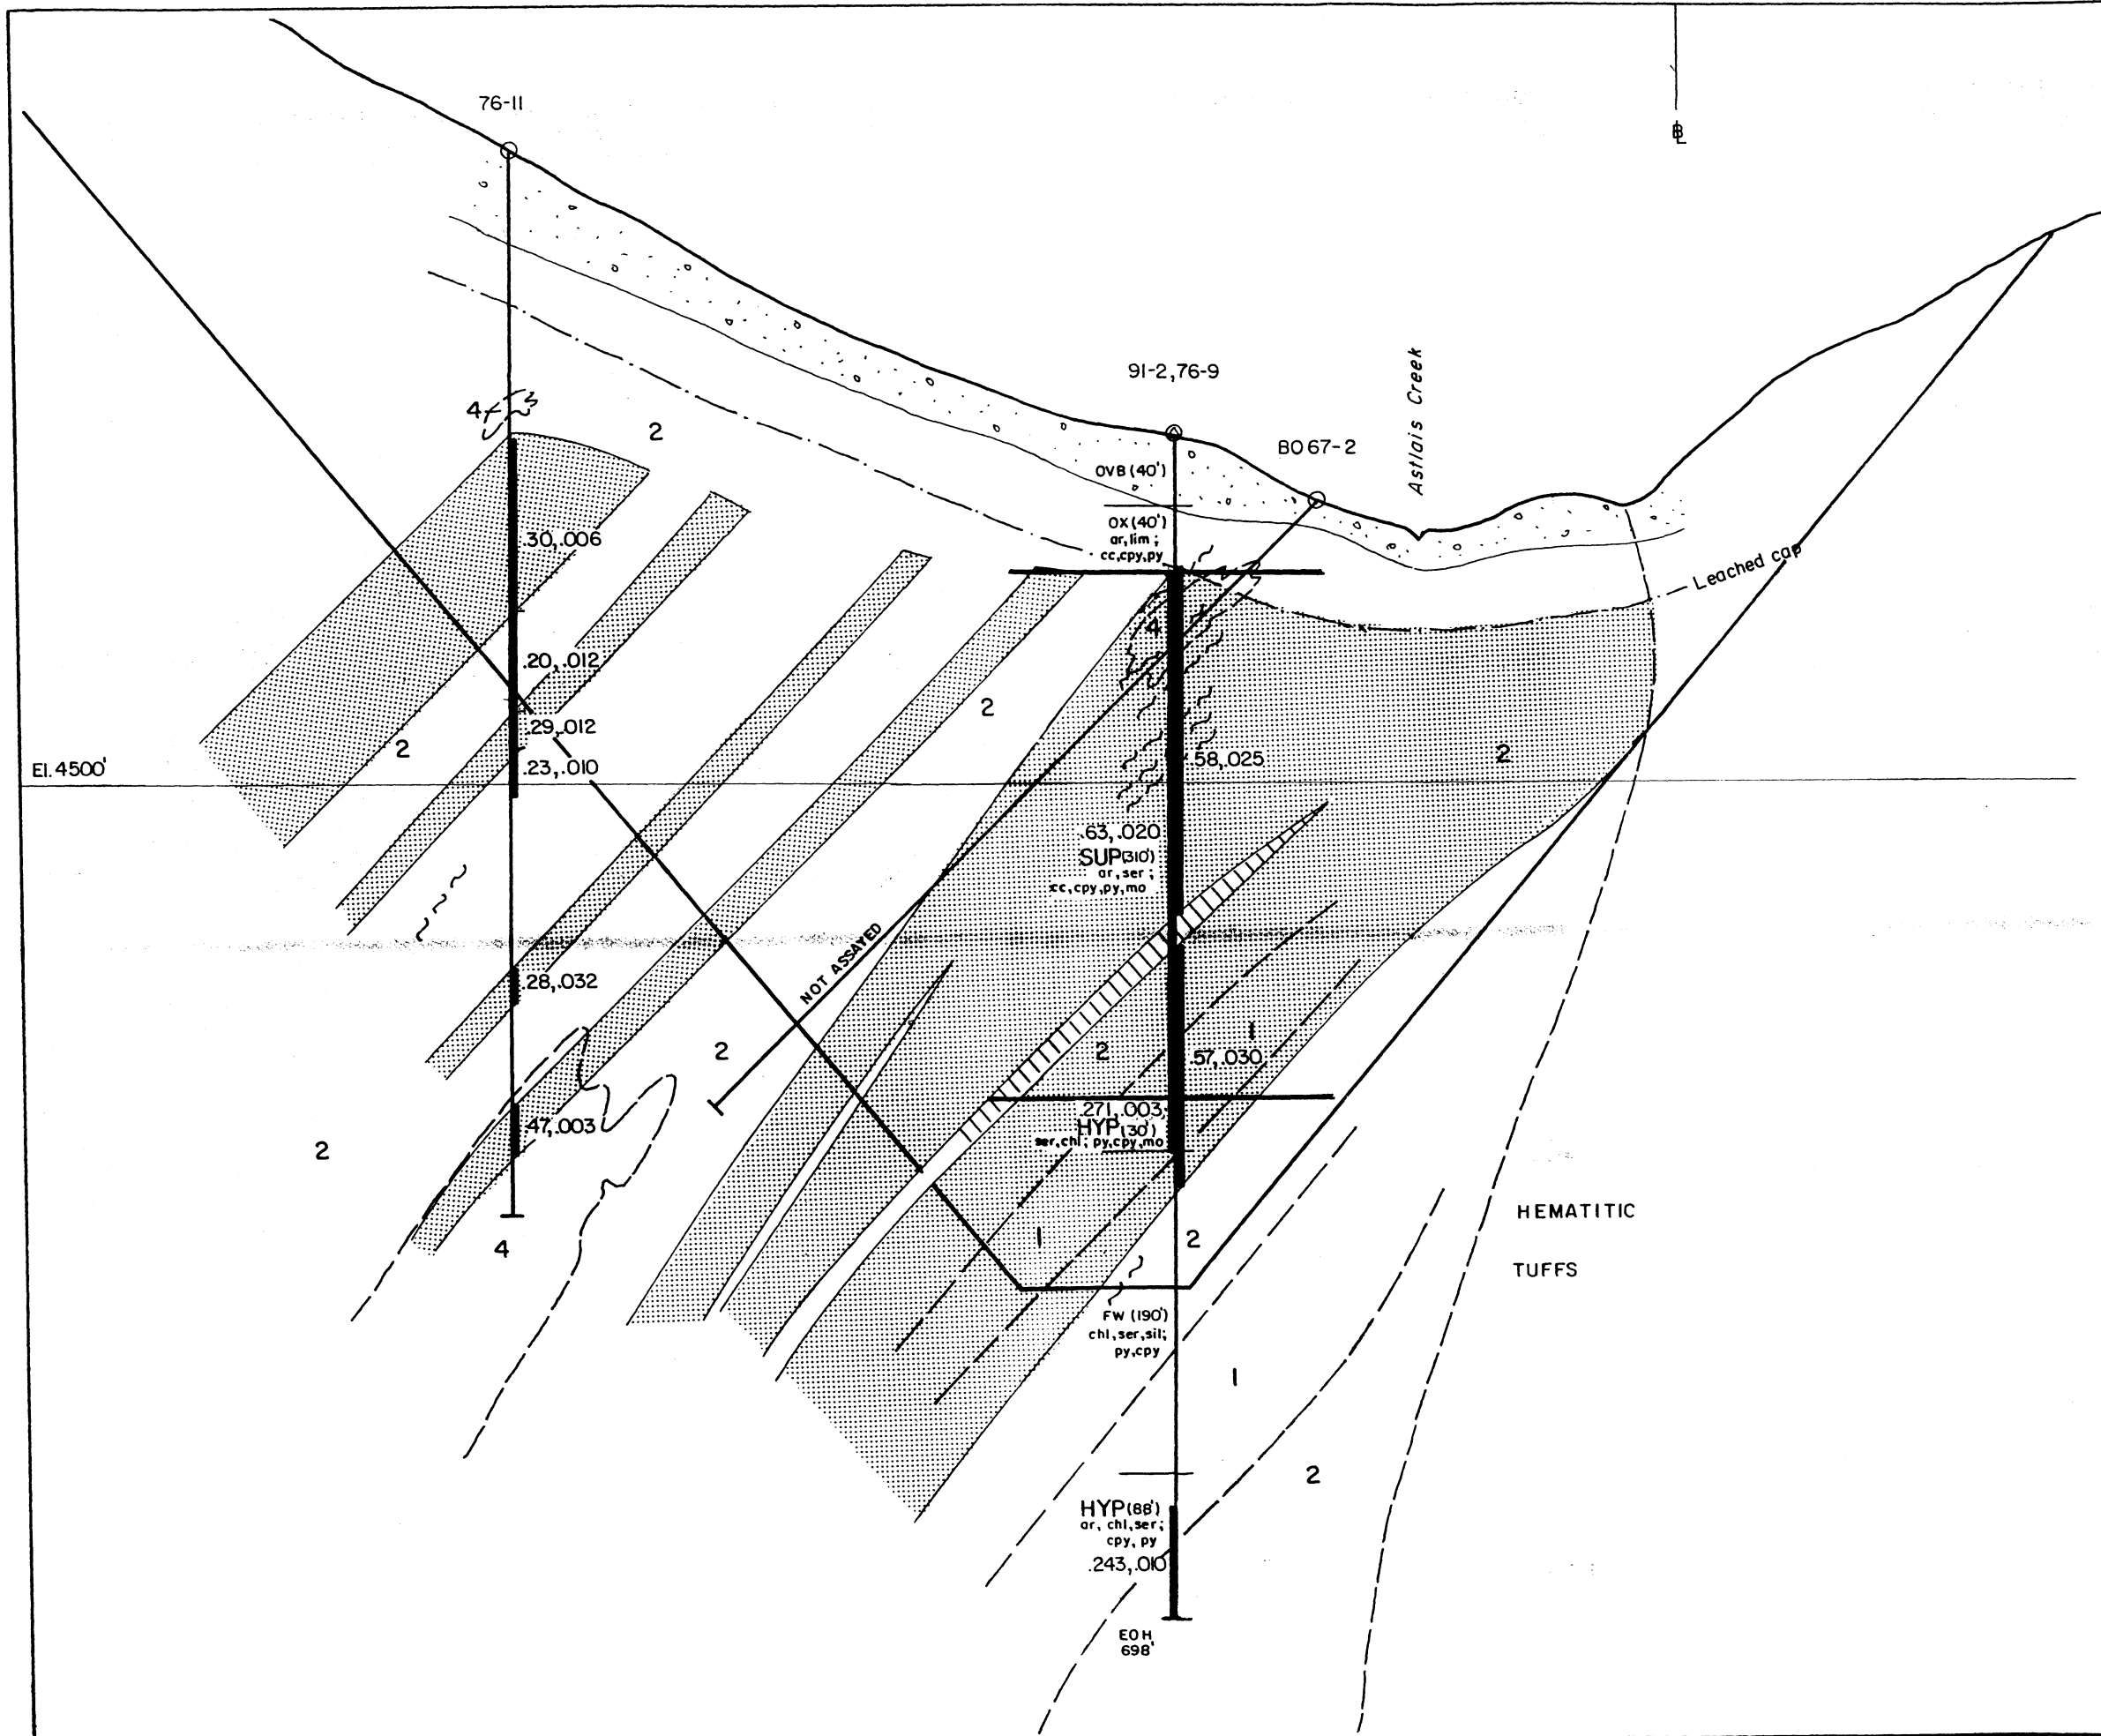 76-11
BL
Astlais Creek
91-2,76-9
BO 67-2
4
2
OVB (40')
OX (40')
ar,lim;
cc,cpy,py
.30,.006
Leached cap
4
.20,.012
2
.29,.012
2
.58,.025
2
El. 4500'
.23,.010
.63,.020
SUP (310')
ar, ser;
cc,cpy,py,mo
NOT ASSAYED
.28,.032
1
2
2
.57,.030
.47,.003
.271,.003
HYP (30')
ser,chl; py,cpy,mo
2
HEMATITIC
TUFFS
4
1
2
FW (190')
chl,ser,sil;
py,cpy
1
2
HYP (88')
ar, chl,ser;
cpy, py
.243,.010
EOH
698'